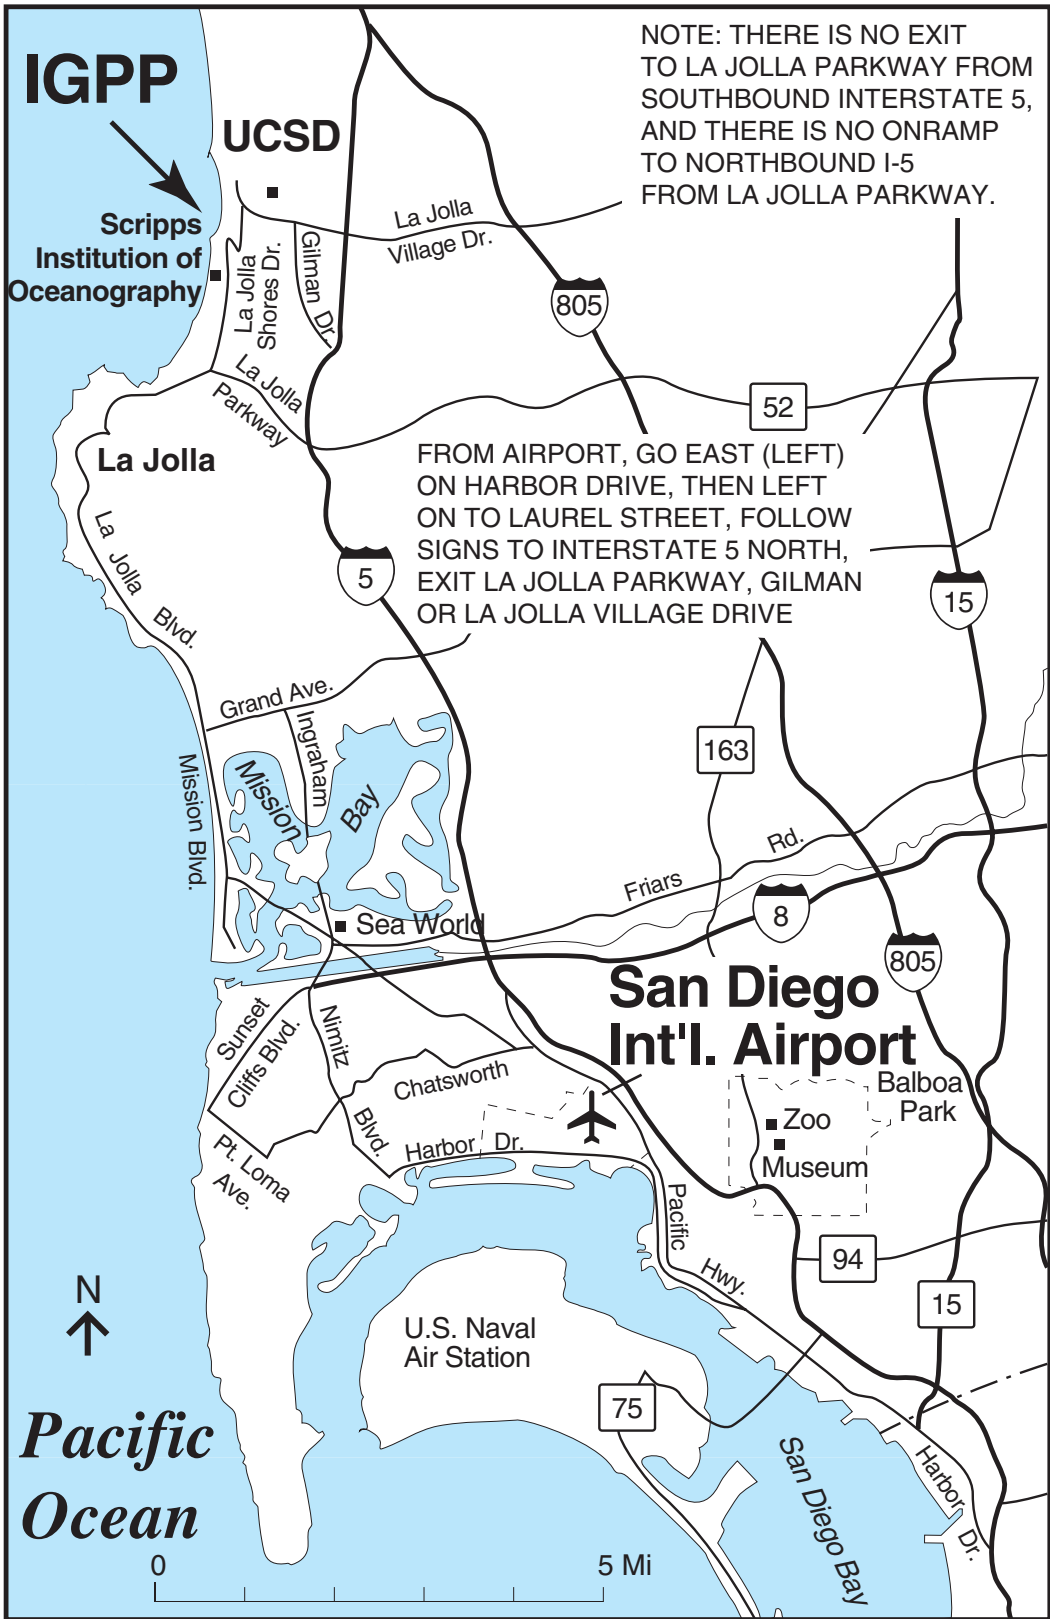 IGPP
UCSD
NOTE: THERE IS NO EXIT
TO LA JOLLA PARKWAY FROM
SOUTHBOUND INTERSTATE 5,
AND THERE IS NO ONRAMP
TO NORTHBOUND I-5
FROM LA JOLLA PARKWAY.
Scripps
Institution of
Oceanography
La Jolla
Shores Dr.
Gilman Dr.
La Jolla
Village Dr.
805
La Jolla
Parkway
52
La Jolla
FROM AIRPORT, GO EAST (LEFT)
ON HARBOR DRIVE, THEN LEFT
ON TO LAUREL STREET, FOLLOW
SIGNS TO INTERSTATE 5 NORTH,
EXIT LA JOLLA PARKWAY, GILMAN
OR LA JOLLA VILLAGE DRIVE
La Jolla Blvd.
5
15
Grand Ave.
Ingraham
163
Mission Blvd.
Mission
Bay
Friars Rd.
8
Sea World
805
San Diego
Int'l. Airport
Sunset
Cliffs Blvd.
Nimitz
Blvd.
Chatsworth
Balboa
Park
Zoo
Museum
Harbor Dr.
Pt. Loma
Ave.
Pacific
Hwy.
94
15
N
U.S. Naval
Air Station
75
Pacific
Ocean
San Diego Bay
Harbor Dr.
0
5 Mi